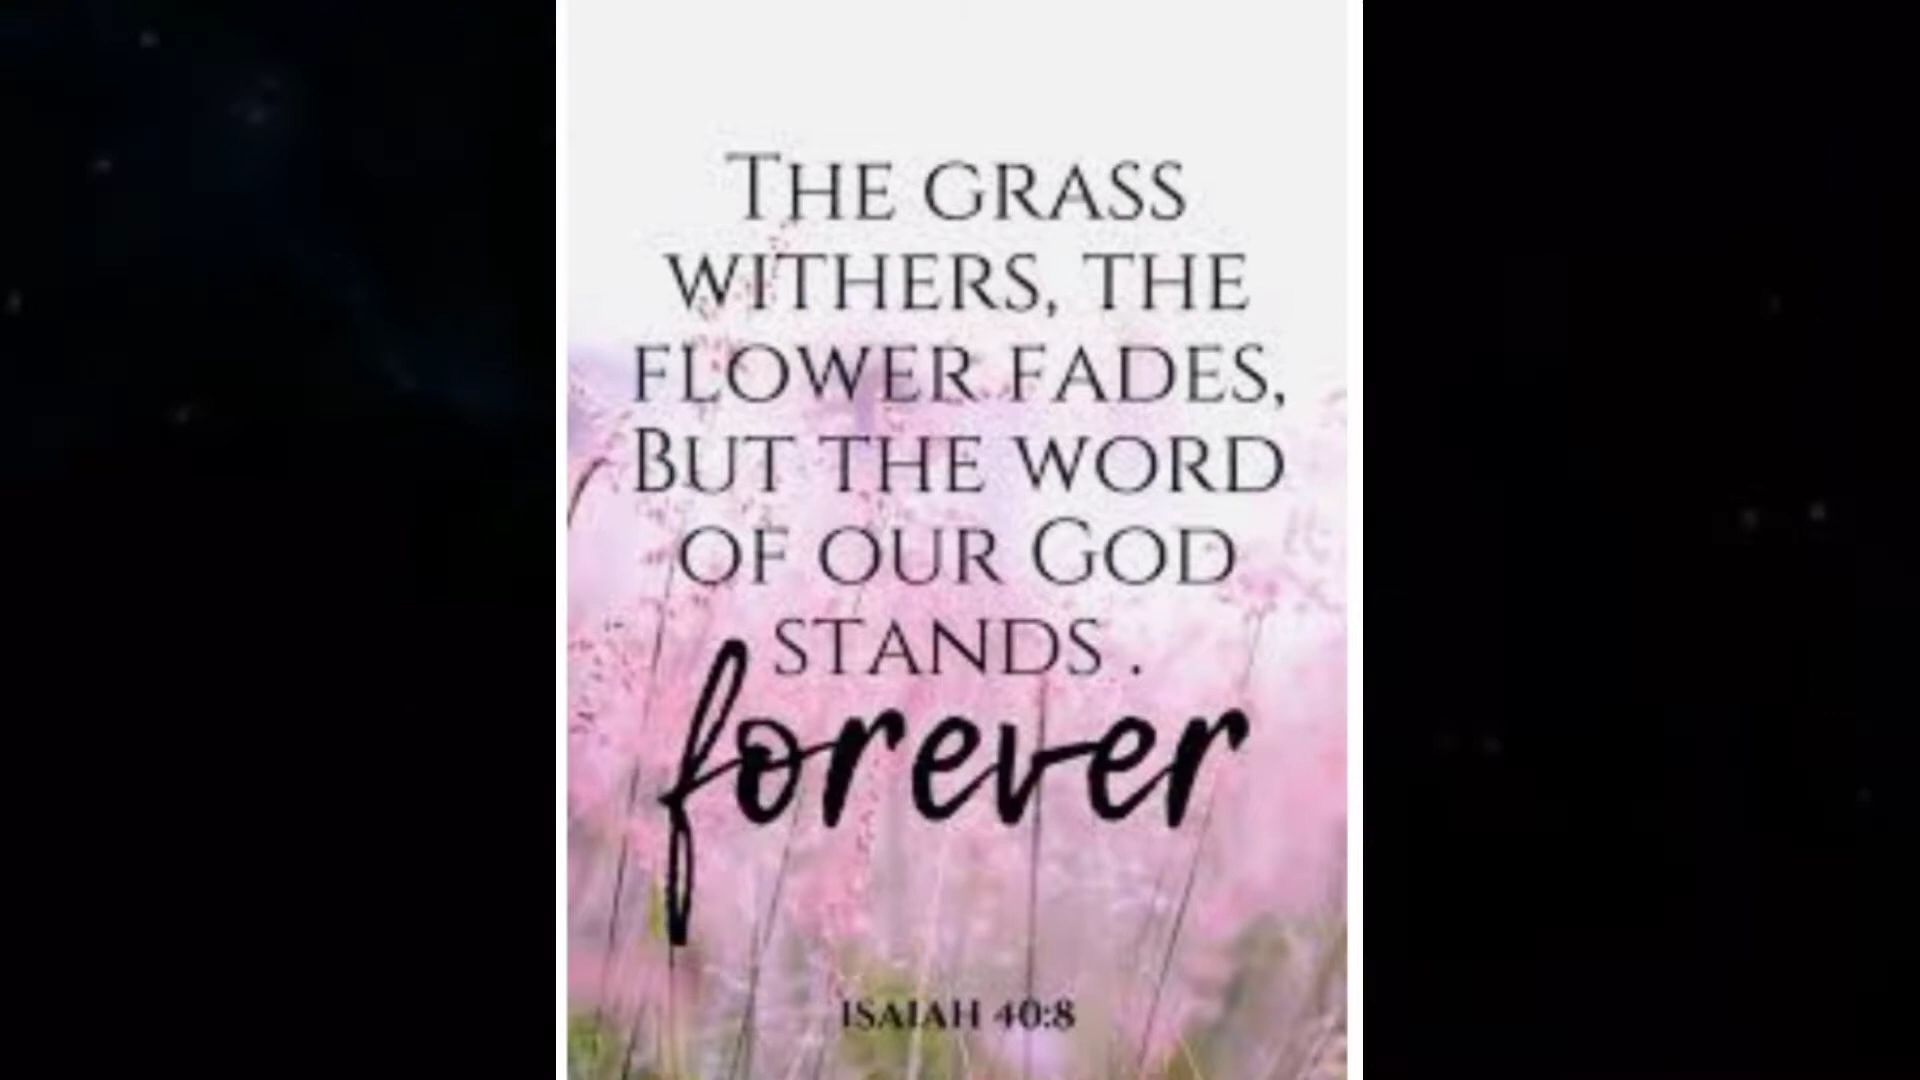 THE GRASS
WITHERS, THE
FLOWER FADES,
BUT THE WORD
OF OUR GOD
STANDS .
forever
ISAIAH 40:8